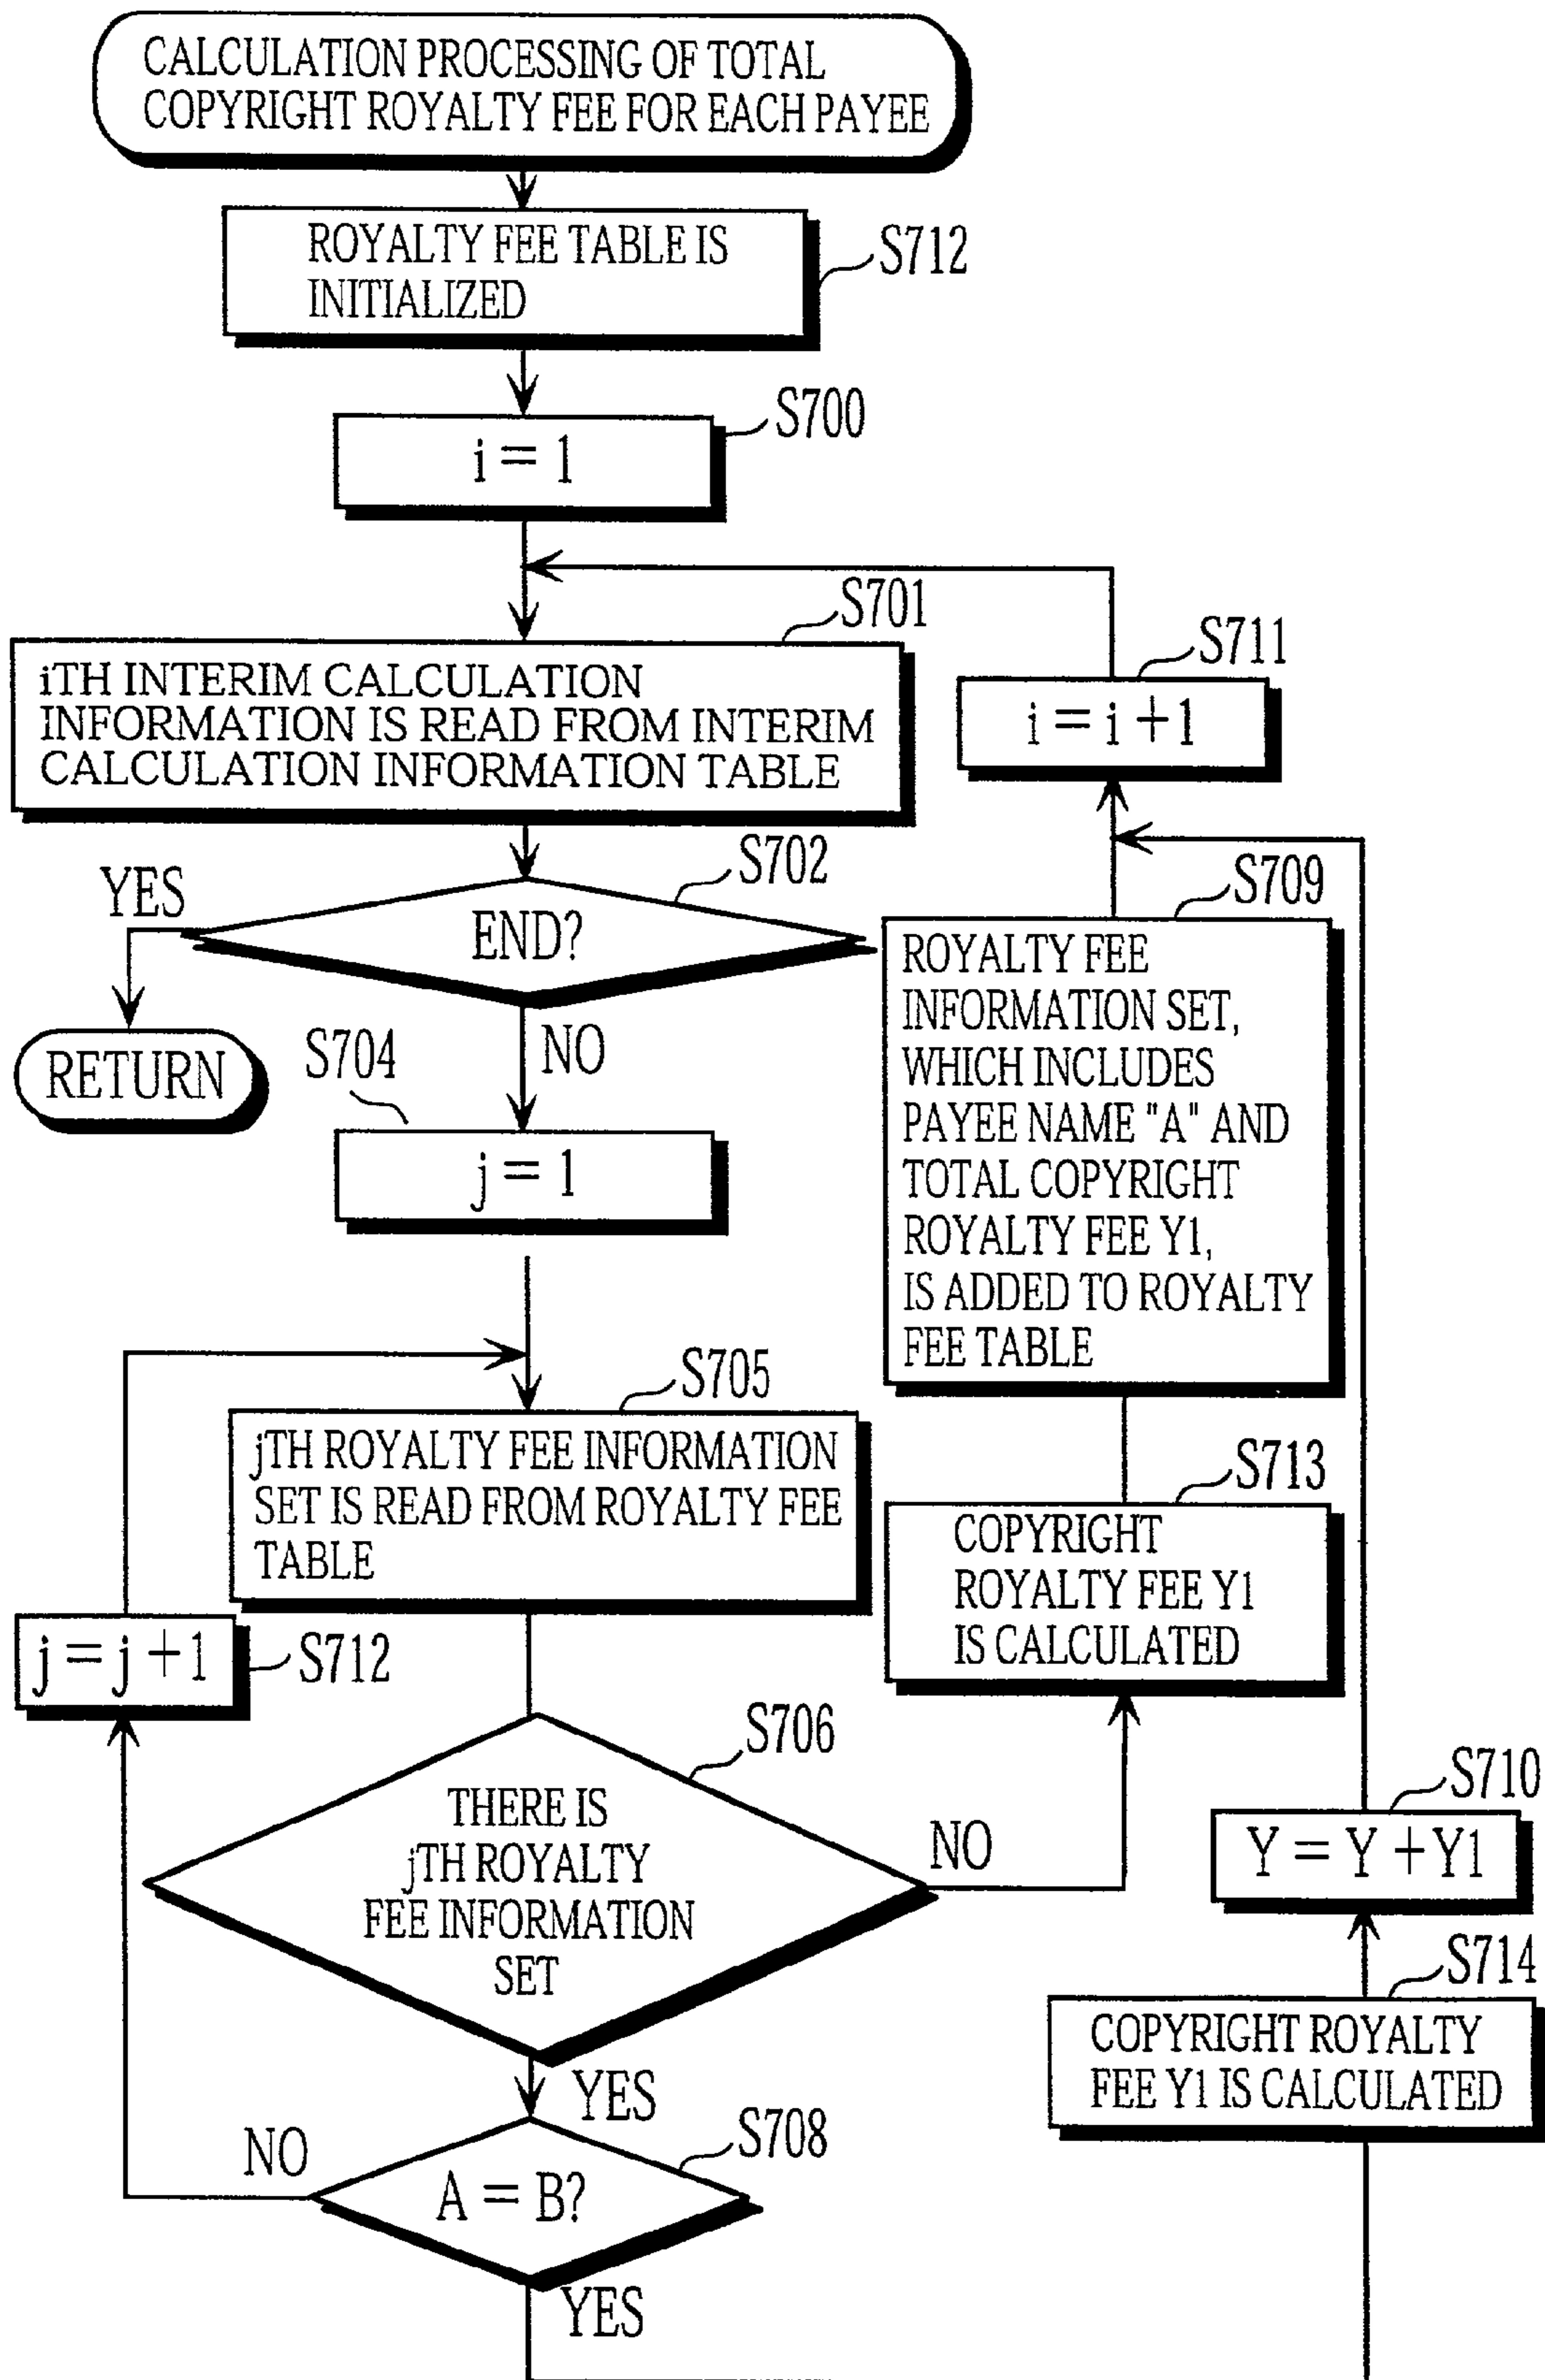 CALCULATION PROCESSING OF TOTAL
COPYRIGHT ROYALTY FEE FOR EACH PAYEE
ROYALTY FEE TABLE IS
INITIALIZED
S712
i = 1
S700
S701
iTH INTERIM CALCULATION
INFORMATION IS READ FROM INTERIM
CALCULATION INFORMATION TABLE
S711
i = i +1
S702
END?
YES
RETURN
NO
S704
j = 1
S709
ROYALTY FEE
INFORMATION SET,
WHICH INCLUDES
PAYEE NAME "A" AND
TOTAL COPYRIGHT
ROYALTY FEE Y1,
IS ADDED TO ROYALTY
FEE TABLE
S705
jTH ROYALTY FEE INFORMATION
SET IS READ FROM ROYALTY FEE
TABLE
S713
COPYRIGHT
ROYALTY FEE Y1
IS CALCULATED
j = j +1
S712
S706
THERE IS
jTH ROYALTY
FEE INFORMATION
SET
NO
S710
Y = Y +Y1
S714
COPYRIGHT ROYALTY
FEE Y1 IS CALCULATED
YES
S708
A = B?
NO
YES